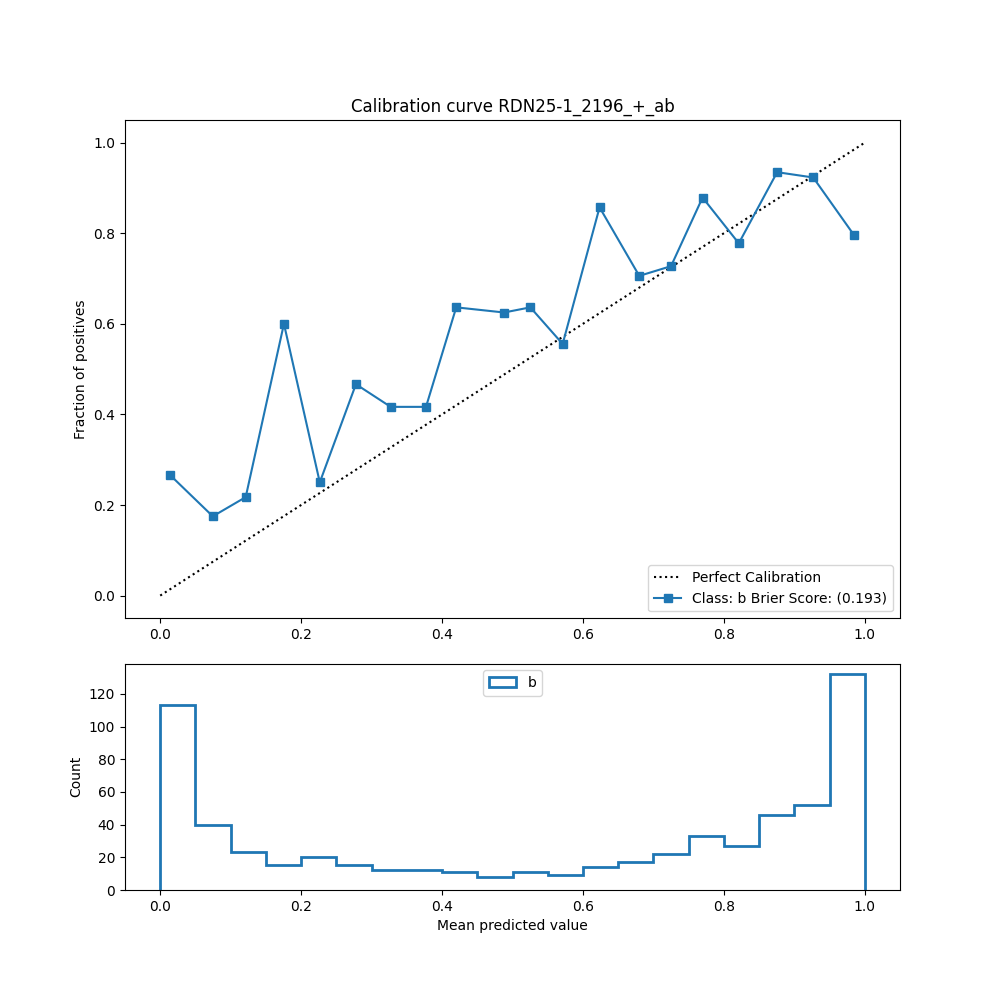 Calibration curve RDN25-1_2196_+_ab
1.0
0.8
0.6
0.4
0.2
0.0
Fraction of positives
Perfect Calibration
Class: b Brier Score: (0.193)
0.0 0.2 0.4 0.6 0.8 1.0
b
120
100
80
60
40
20
0
Count
0.0 0.2 0.4 0.6 0.8 1.0
Mean predicted value